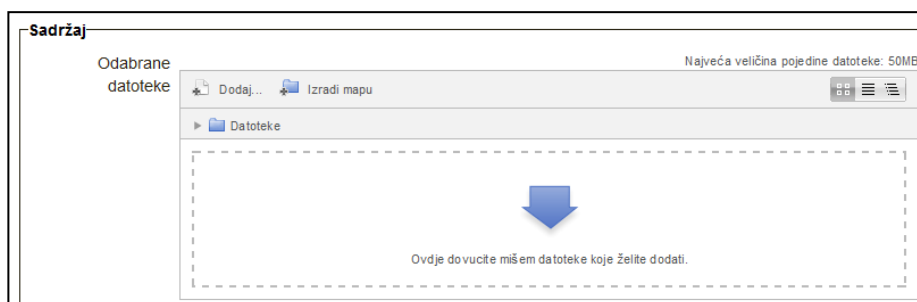 Sadržaj
Odabrane datoteke
Najveća veličina pojedine datoteke: 50MB
Dodaj... Izradi mapu
Datoteke
Ovdje dovucite mišem datoteke koje želite dodati.